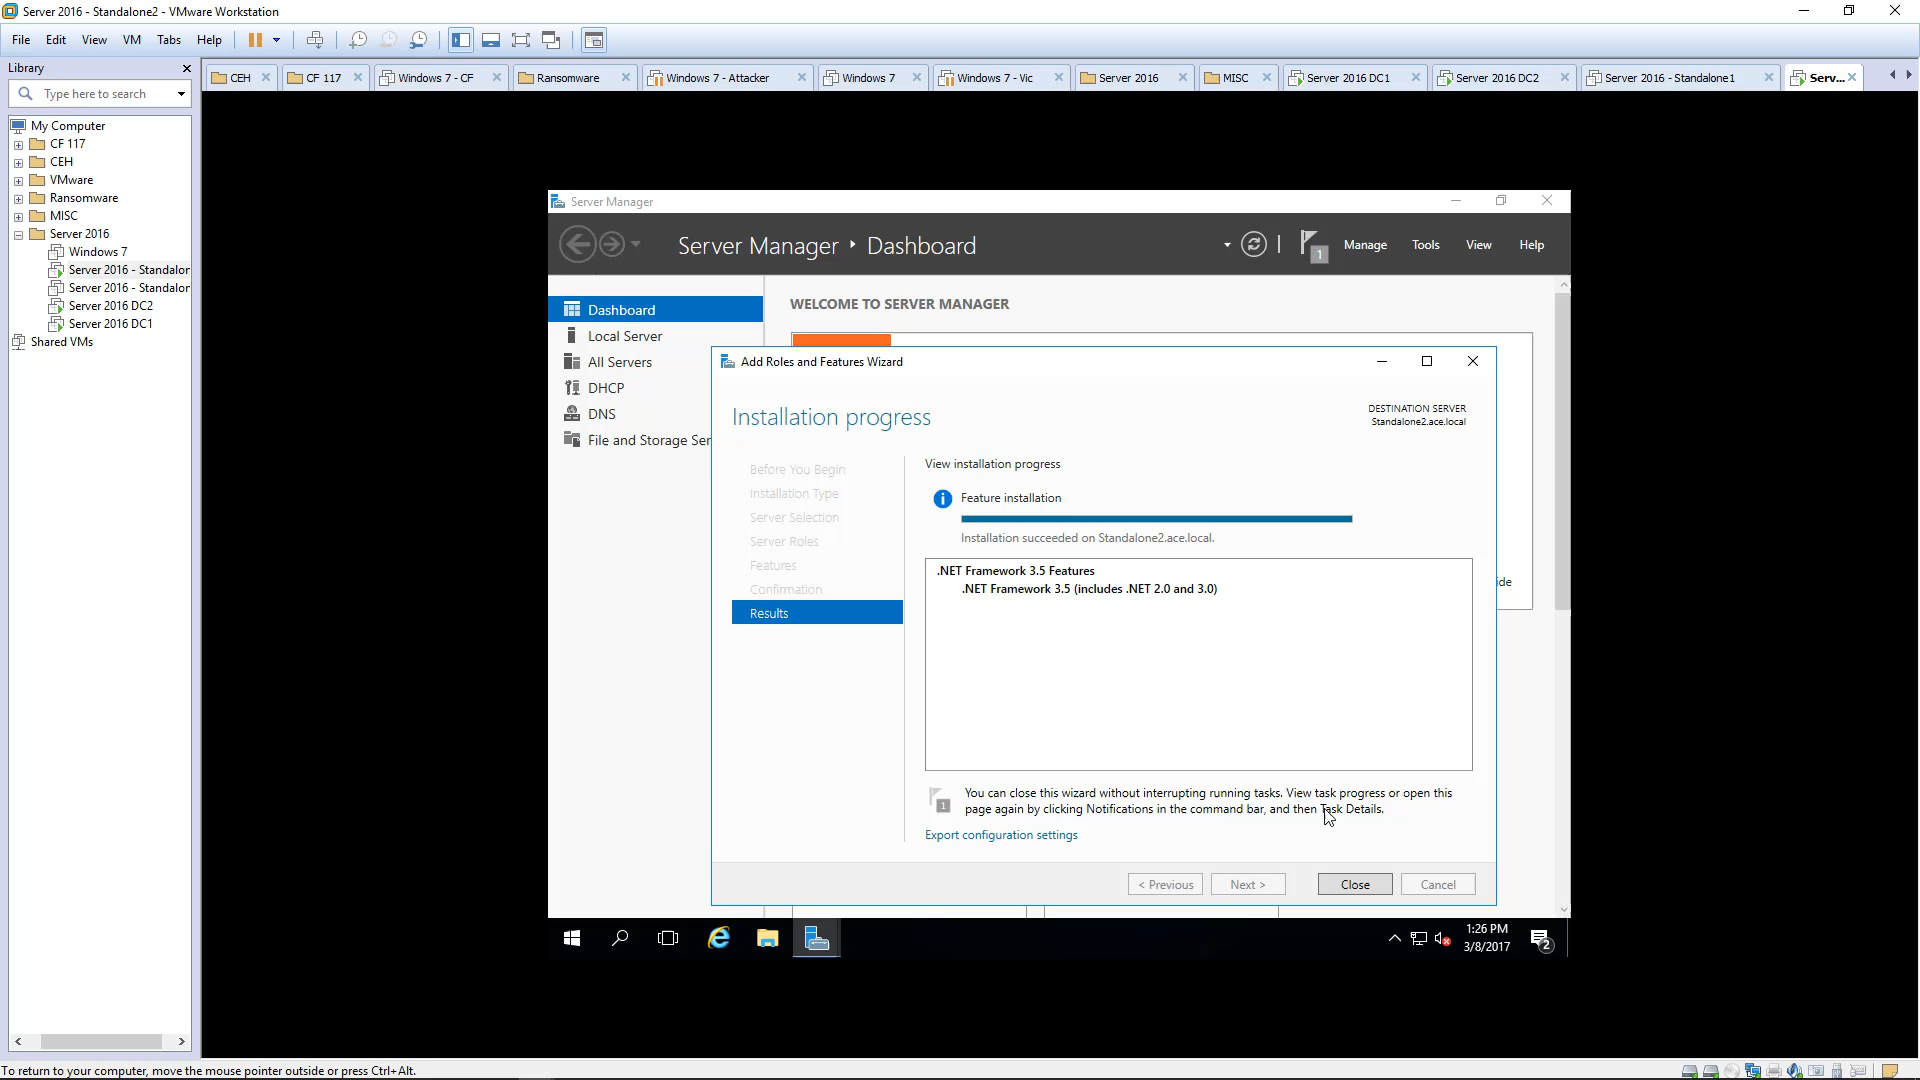 Server 2016 - Standalone2 - VMware Workstation
File Edit View VM Tabs Help
Library
Type here to search
My Computer
CF 117
CEH
VMware
Ransomware
MISC
Server 2016
Windows 7
Server 2016 - Standalor
Server 2016 - Standalor
Server 2016 DC2
Server 2016 DC1
Shared VMs
CEH CF 117 Windows 7 - CF Ransomware Windows 7 - Attacker Windows 7 Windows 7 - Vic Server 2016 MISC Server 2016 DC1 Server 2016 DC2 Server 2016 - Standalone1 Serv...
Server Manager
Server Manager Dashboard
1
Manage Tools View Help
Dashboard
Local Server
All Servers
DHCP
DNS
File and Storage Ser
WELCOME TO SERVER MANAGER
Add Roles and Features Wizard
Installation progress
DESTINATION SERVER
Standalone2.ace.local
Before You Begin
Installation Type
Server Selection
Server Roles
Features
Confirmation
Results
View installation progress
Feature installation
Installation succeeded on Standalone2.ace.local.
.NET Framework 3.5 Features
.NET Framework 3.5 (includes .NET 2.0 and 3.0)
ide
1
You can close this wizard without interrupting running tasks. View task progress or open this
page again by clicking Notifications in the command bar, and then Task Details.
Export configuration settings
< Previous Next > Close Cancel
1:26 PM
3/8/2017
2
To return to your computer, move the mouse pointer outside or press Ctrl+Alt.